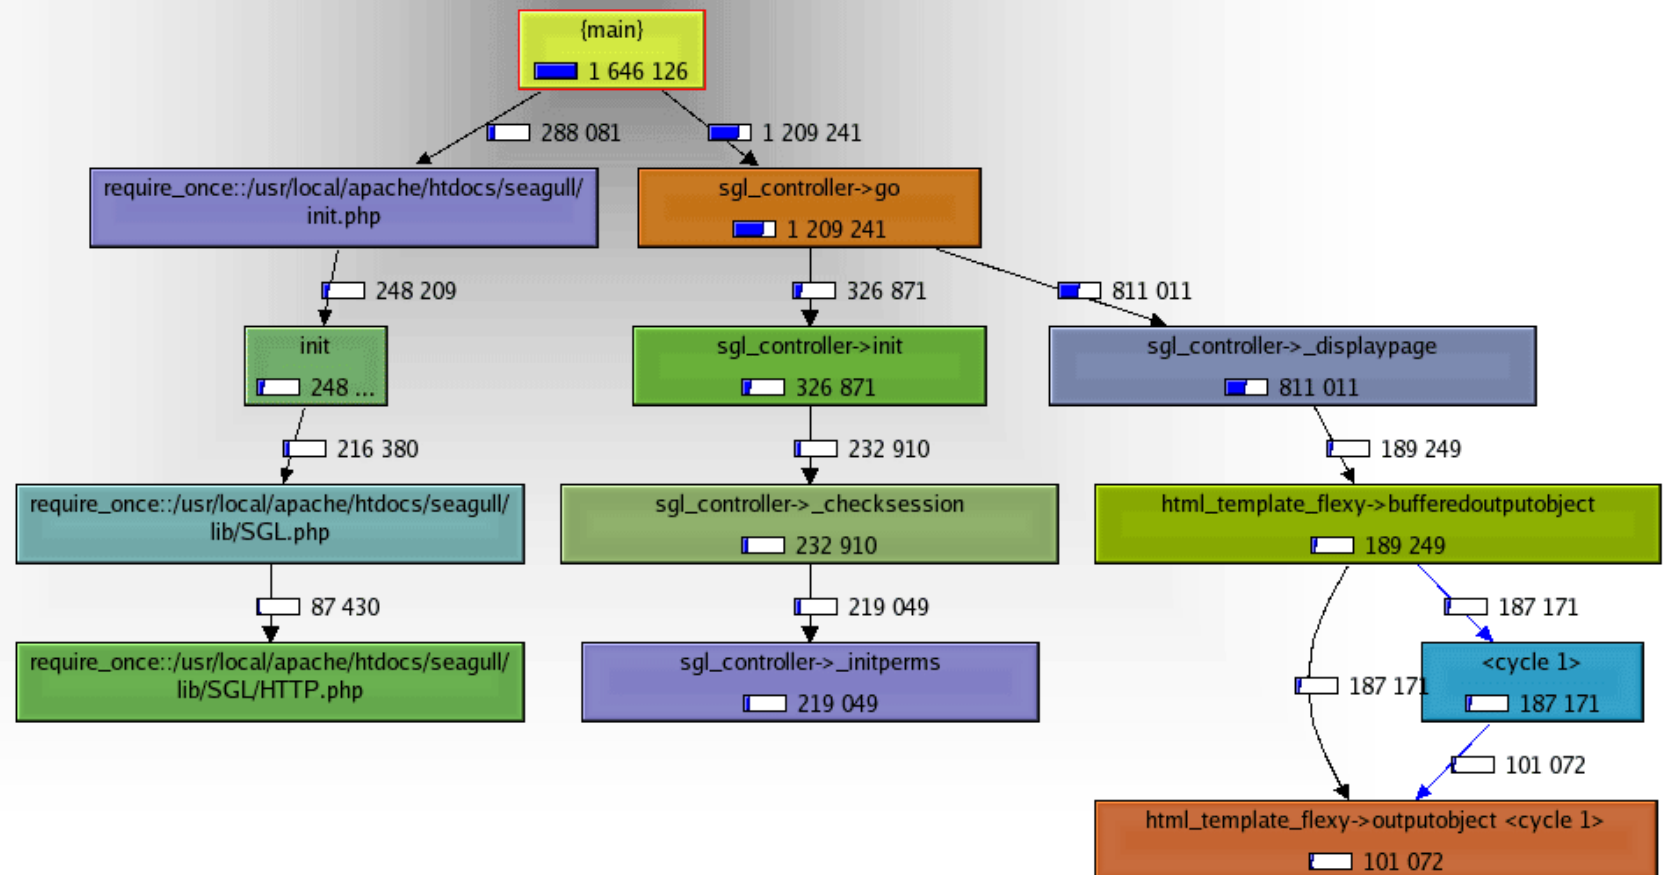 {main}
1 646 126
288 081
1 209 241
require_once::/usr/local/apache/htdocs/seagull/
init.php
sgl_controller->go
1 209 241
248 209
326 871
811 011
init
248 ...
sgl_controller->init
326 871
sgl_controller->_displaypage
811 011
216 380
232 910
189 249
require_once::/usr/local/apache/htdocs/seagull/
lib/SGL.php
sgl_controller->_checksession
232 910
html_template_flexy->bufferedoutputobject
189 249
87 430
219 049
187 171
require_once::/usr/local/apache/htdocs/seagull/
lib/SGL/HTTP.php
sgl_controller->_initperms
219 049
187 171
<cycle 1>
187 171
101 072
html_template_flexy->outputobject <cycle 1>
101 072